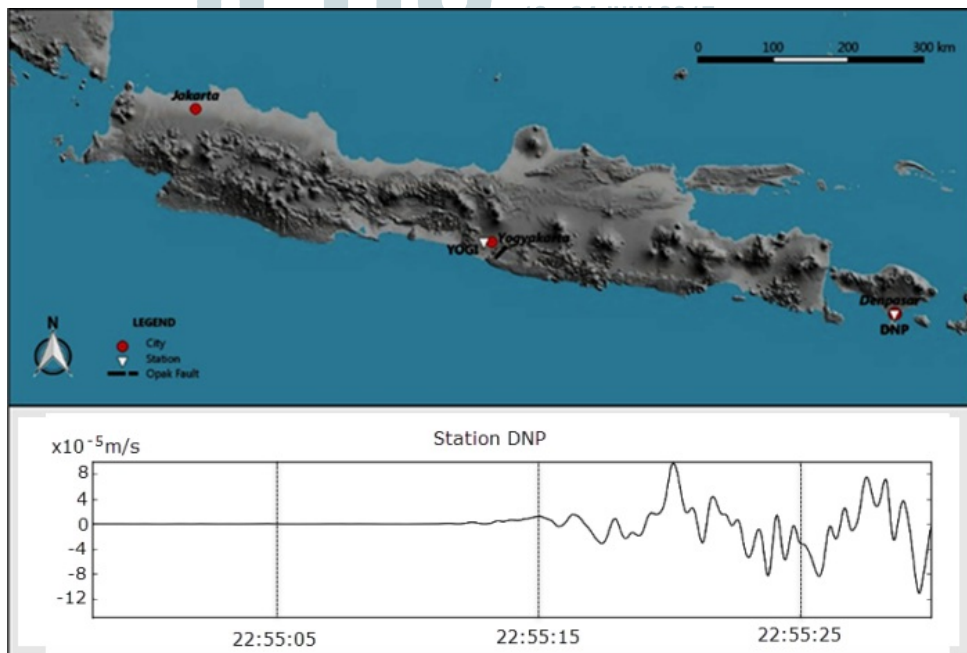 0 100 200 300 km
Jakarta
Yogyakarta
YOGI
Denpasar
DNP
N
LEGEND
City
Station
Opak Fault
Station DNP
x10⁻⁵m/s
8
4
0
-4
-8
-12
22:55:05 22:55:15 22:55:25